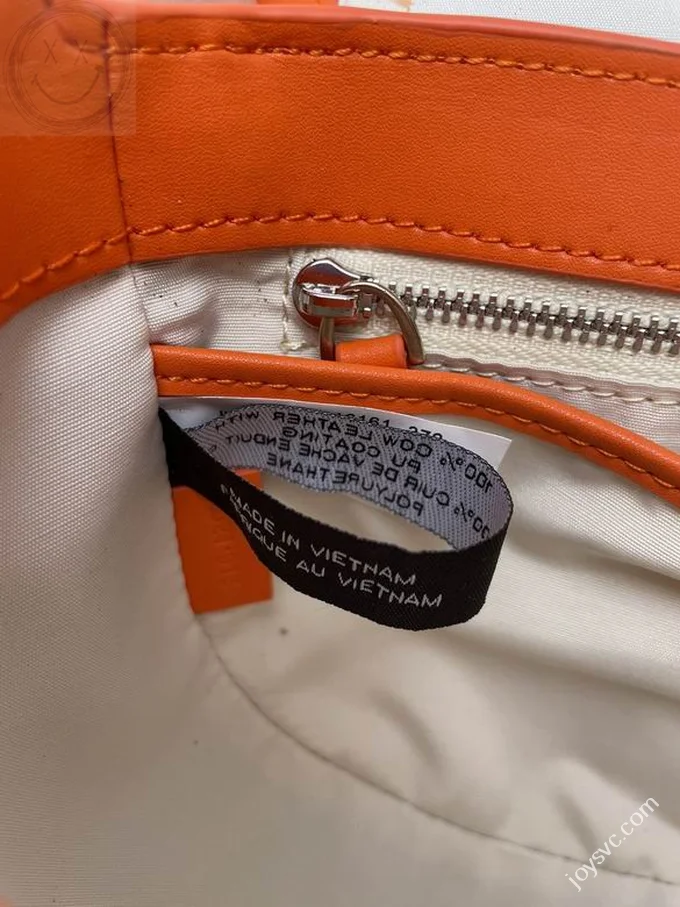 100% COW LEATHER WITH
PU COATING
100% CUIR DE VACHE ENDUIT
POLYURETHANE
MADE IN VIETNAM
AU VIETNAM
joysvc.com